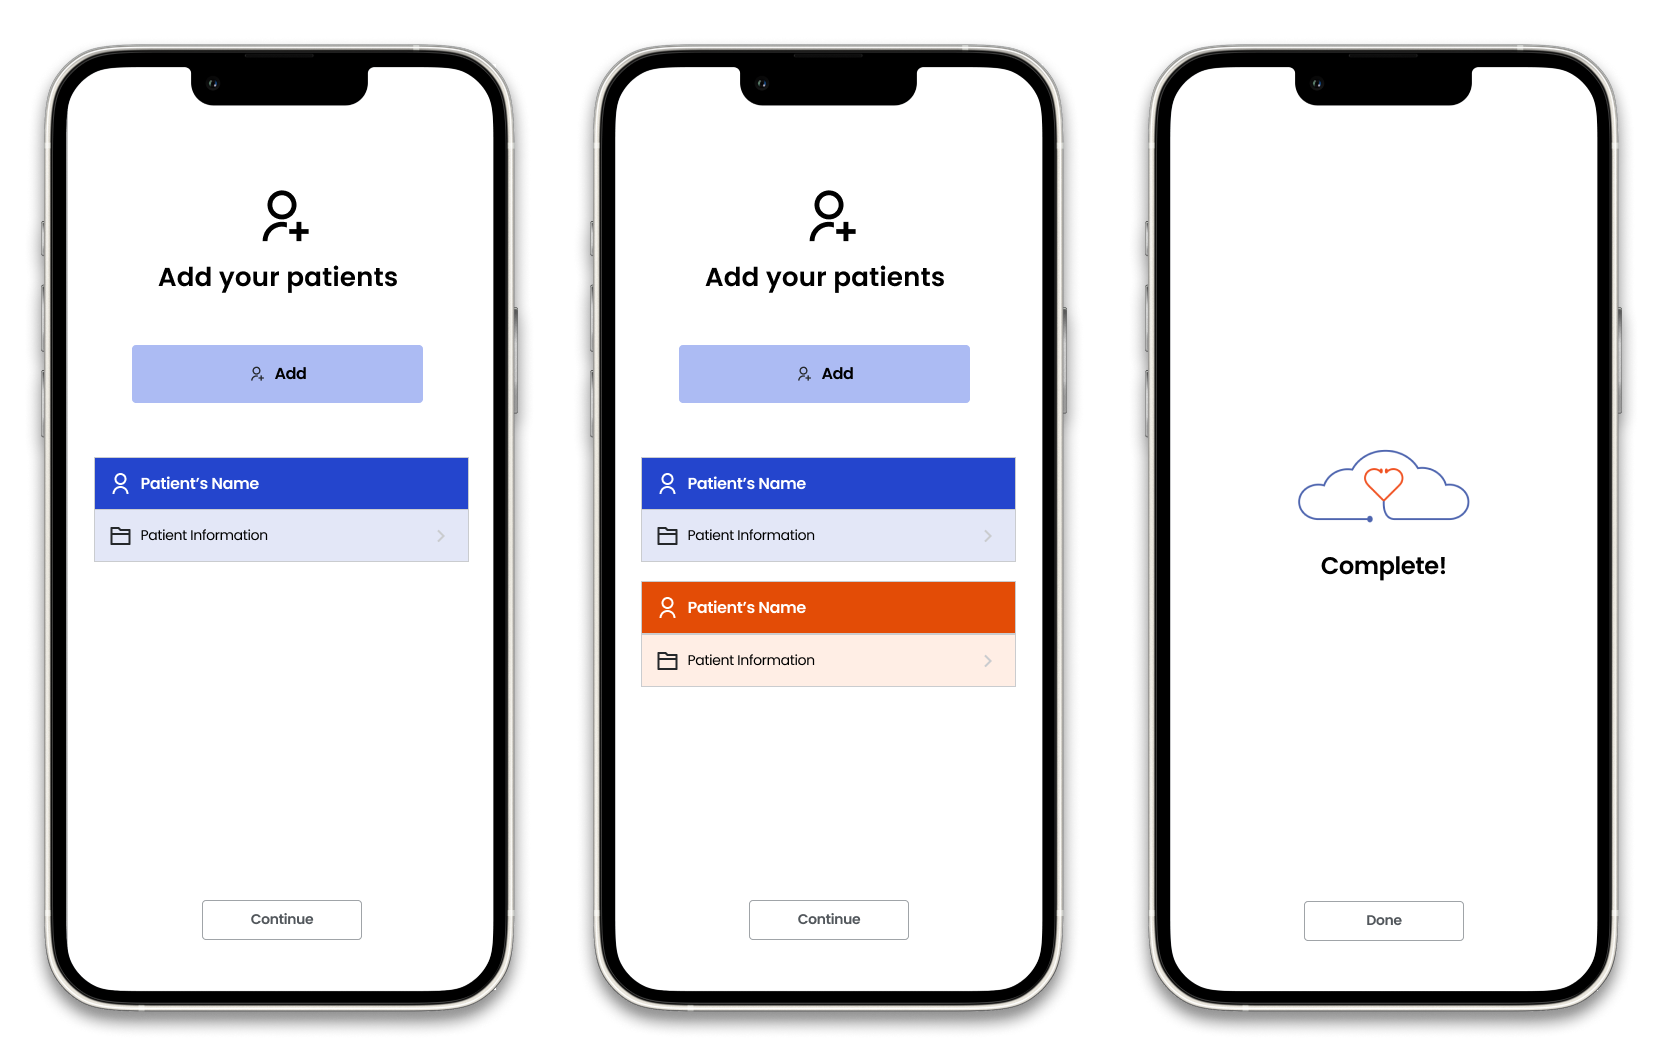 Add your patients
Add
Patient’s Name
Patient Information
Continue
Add your patients
Add
Patient’s Name
Patient Information
Patient’s Name
Patient Information
Continue
Complete!
Done